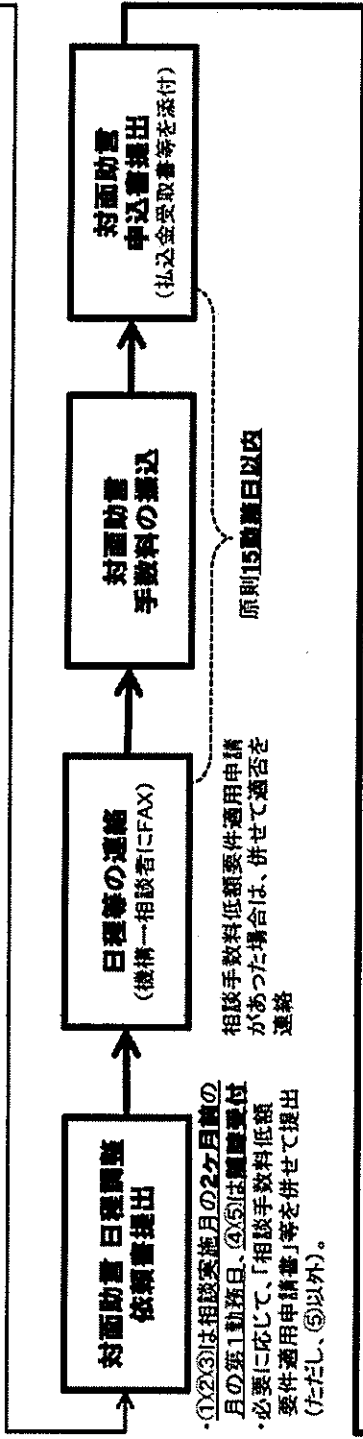 対面助言 日程調整
依頼書提出
・①②③は相談実施月の2ヶ月前の
月の第1勤務日、④⑤は随時受付
・必要に応じて、「相談手数料低額
要件適用申請書」等を併せて提出
(ただし、⑤以外)。
日程等の連絡
(機構→相談者にFAX)
相談手数料低額要件適用申請
があった場合は、併せて適否を
連絡
対面助言
手数料の振込
原則15勤務日以内
対面助言
申込書提出
(払込金受取書等を添付)